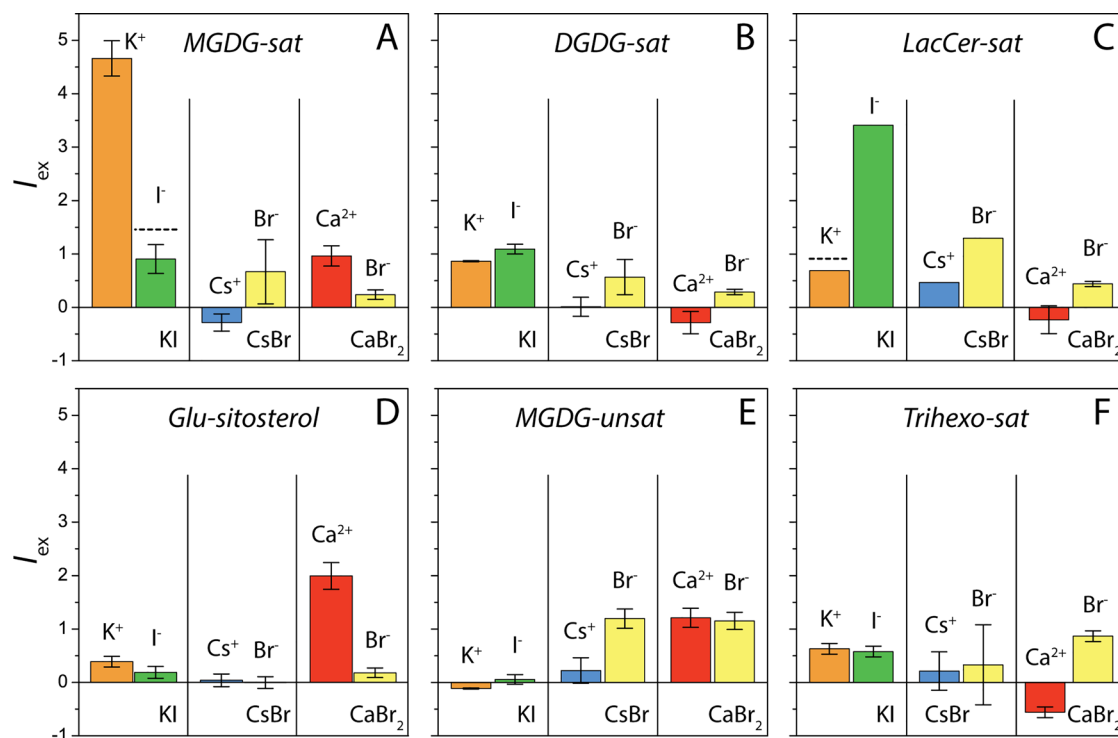 MGDG-sat A
DGDG-sat B
LacCer-sat C
5
4
3
2
1
0
-1
I_ex
K⁺
I⁻
KI
Cs⁺
Br⁻
CsBr
Ca²⁺
Br⁻
CaBr₂
K⁺
I⁻
KI
Cs⁺
Br⁻
CsBr
Ca²⁺
Br⁻
CaBr₂
K⁺
I⁻
KI
Cs⁺
Br⁻
CsBr
Ca²⁺
Br⁻
CaBr₂
Glu-sitosterol D
MGDG-unsat E
Trihexo-sat F
5
4
3
2
1
0
-1
I_ex
K⁺
I⁻
KI
Cs⁺
Br⁻
CsBr
Ca²⁺
Br⁻
CaBr₂
K⁺
I⁻
KI
Cs⁺
Br⁻
CsBr
Ca²⁺
Br⁻
CaBr₂
K⁺
I⁻
KI
Cs⁺
Br⁻
CsBr
Ca²⁺
Br⁻
CaBr₂